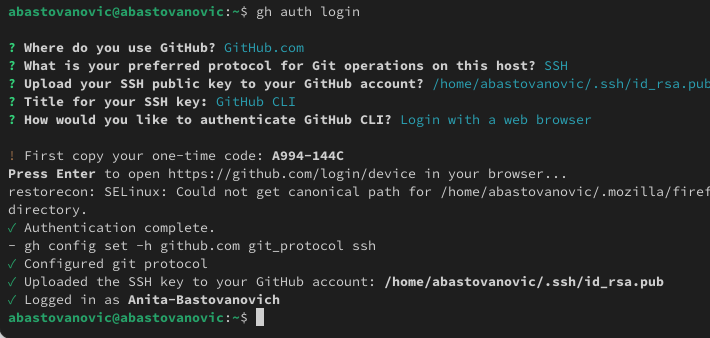 abastovanovic@abastovanovic:~$ gh auth login
? Where do you use GitHub? GitHub.com
? What is your preferred protocol for Git operations on this host? SSH
? Upload your SSH public key to your GitHub account? /home/abastovanovic/.ssh/id_rsa.pub
? Title for your SSH key: GitHub CLI
? How would you like to authenticate GitHub CLI? Login with a web browser
! First copy your one-time code: A994-144C
Press Enter to open https://github.com/login/device in your browser...
restorecon: SELinux: Could not get canonical path for /home/abastovanovic/.mozilla/firef
directory.
✓ Authentication complete.
- gh config set -h github.com git_protocol ssh
✓ Configured git protocol
✓ Uploaded the SSH key to your GitHub account: /home/abastovanovic/.ssh/id_rsa.pub
✓ Logged in as Anita-Bastovanovich
abastovanovic@abastovanovic:~$